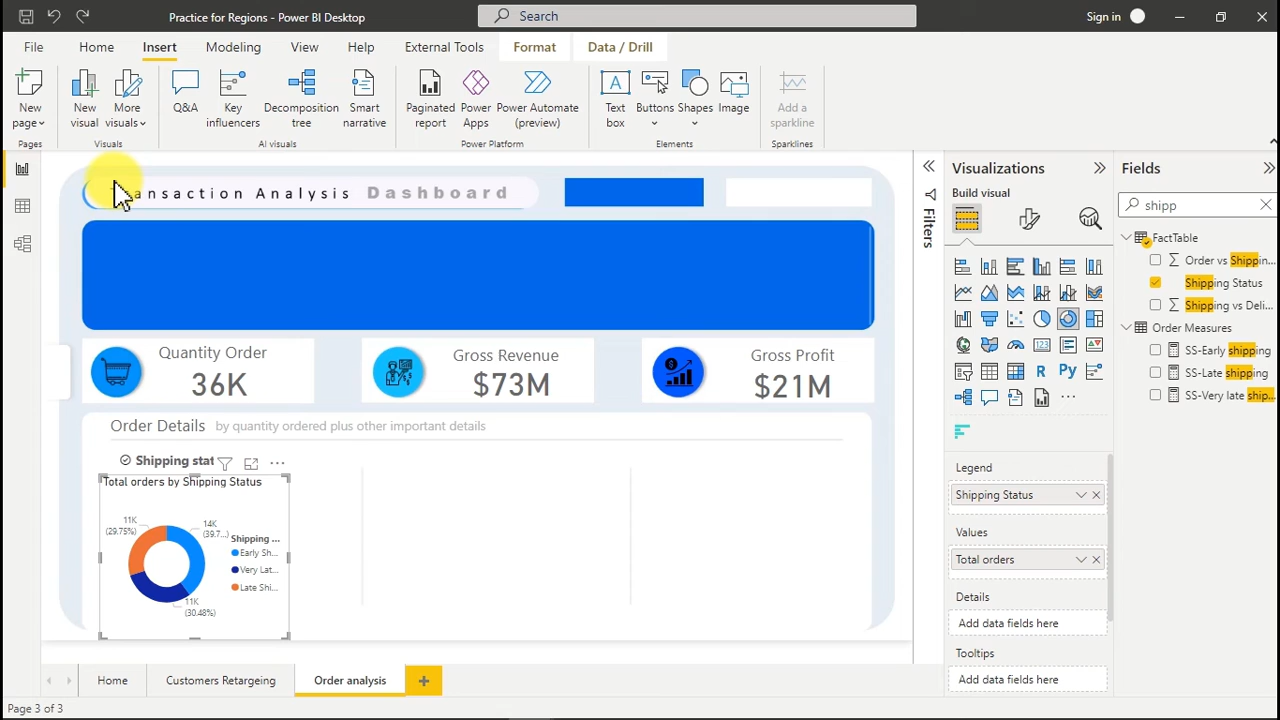 Practice for Regions - Power BI Desktop
Search
Sign in
File Home Insert Modeling View Help External Tools Format Data / Drill
New page
New visual
More visuals
Q&A
Key influencers
Decomposition tree
Smart narrative
Paginated report
Power Apps
Power Automate (preview)
Text box
Buttons
Shapes
Image
Add a sparkline
Pages
Visuals
AI visuals
Power Platform
Elements
Sparklines
ansaction Analysis Dashboard
Quantity Order
36K
Gross Revenue
$73M
Gross Profit
$21M
Order Details by quantity ordered plus other important details
Shipping stat
Total orders by Shipping Status
11K
(29.75%)
14K
(39.7...)
11K
(30.48%)
Shipping ...
Early Sh...
Very Lat...
Late Shi...
Filters
Visualizations
Build visual
R
Py
123
Legend
Shipping Status
Values
Total orders
Details
Add data fields here
Tooltips
Add data fields here
Fields
shipp
FactTable
Order vs Shippin...
Shipping Status
Shipping vs Deli...
Order Measures
SS-Early shipping
SS-Late shipping
SS-Very late ship...
Home
Customers Retargeing
Order analysis
Page 3 of 3